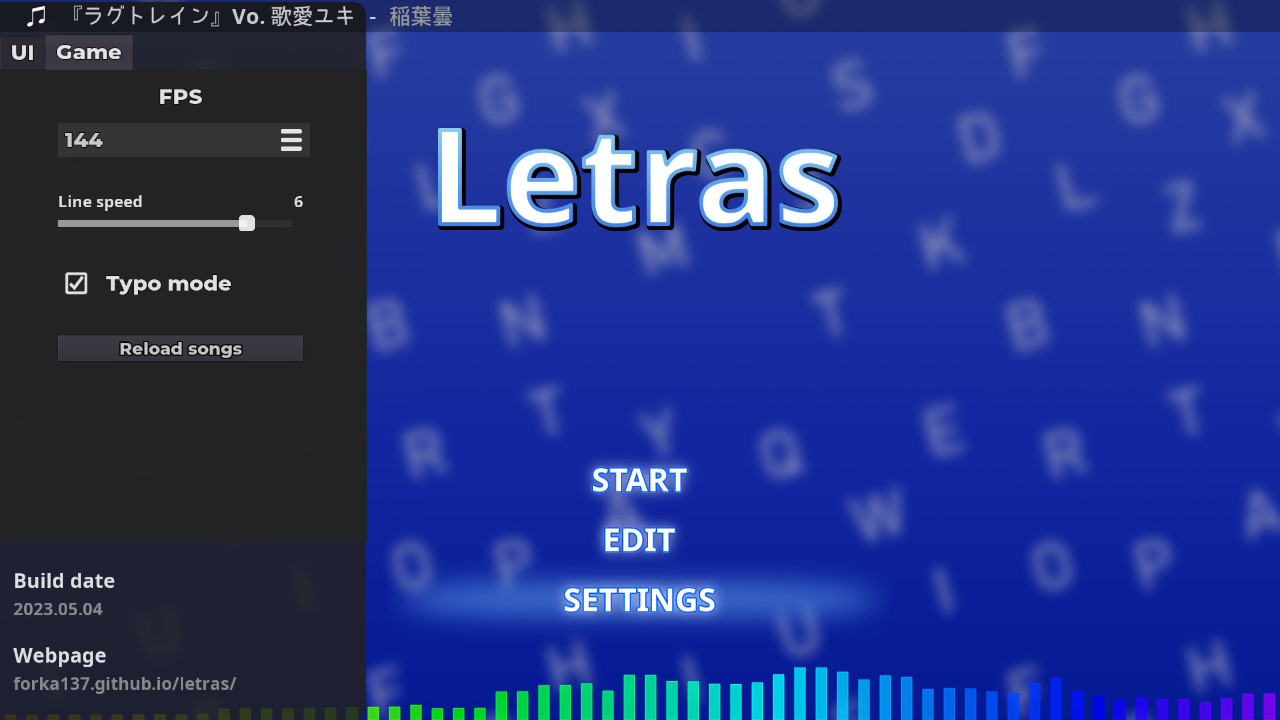 『ラグトレイン』Vo. 歌愛ユキ - 稲葉曇
UI Game
FPS
144
Line speed 6
Typo mode
Reload songs
Letras
START
EDIT
SETTINGS
Build date
2023.05.04
Webpage
forka137.github.io/letras/